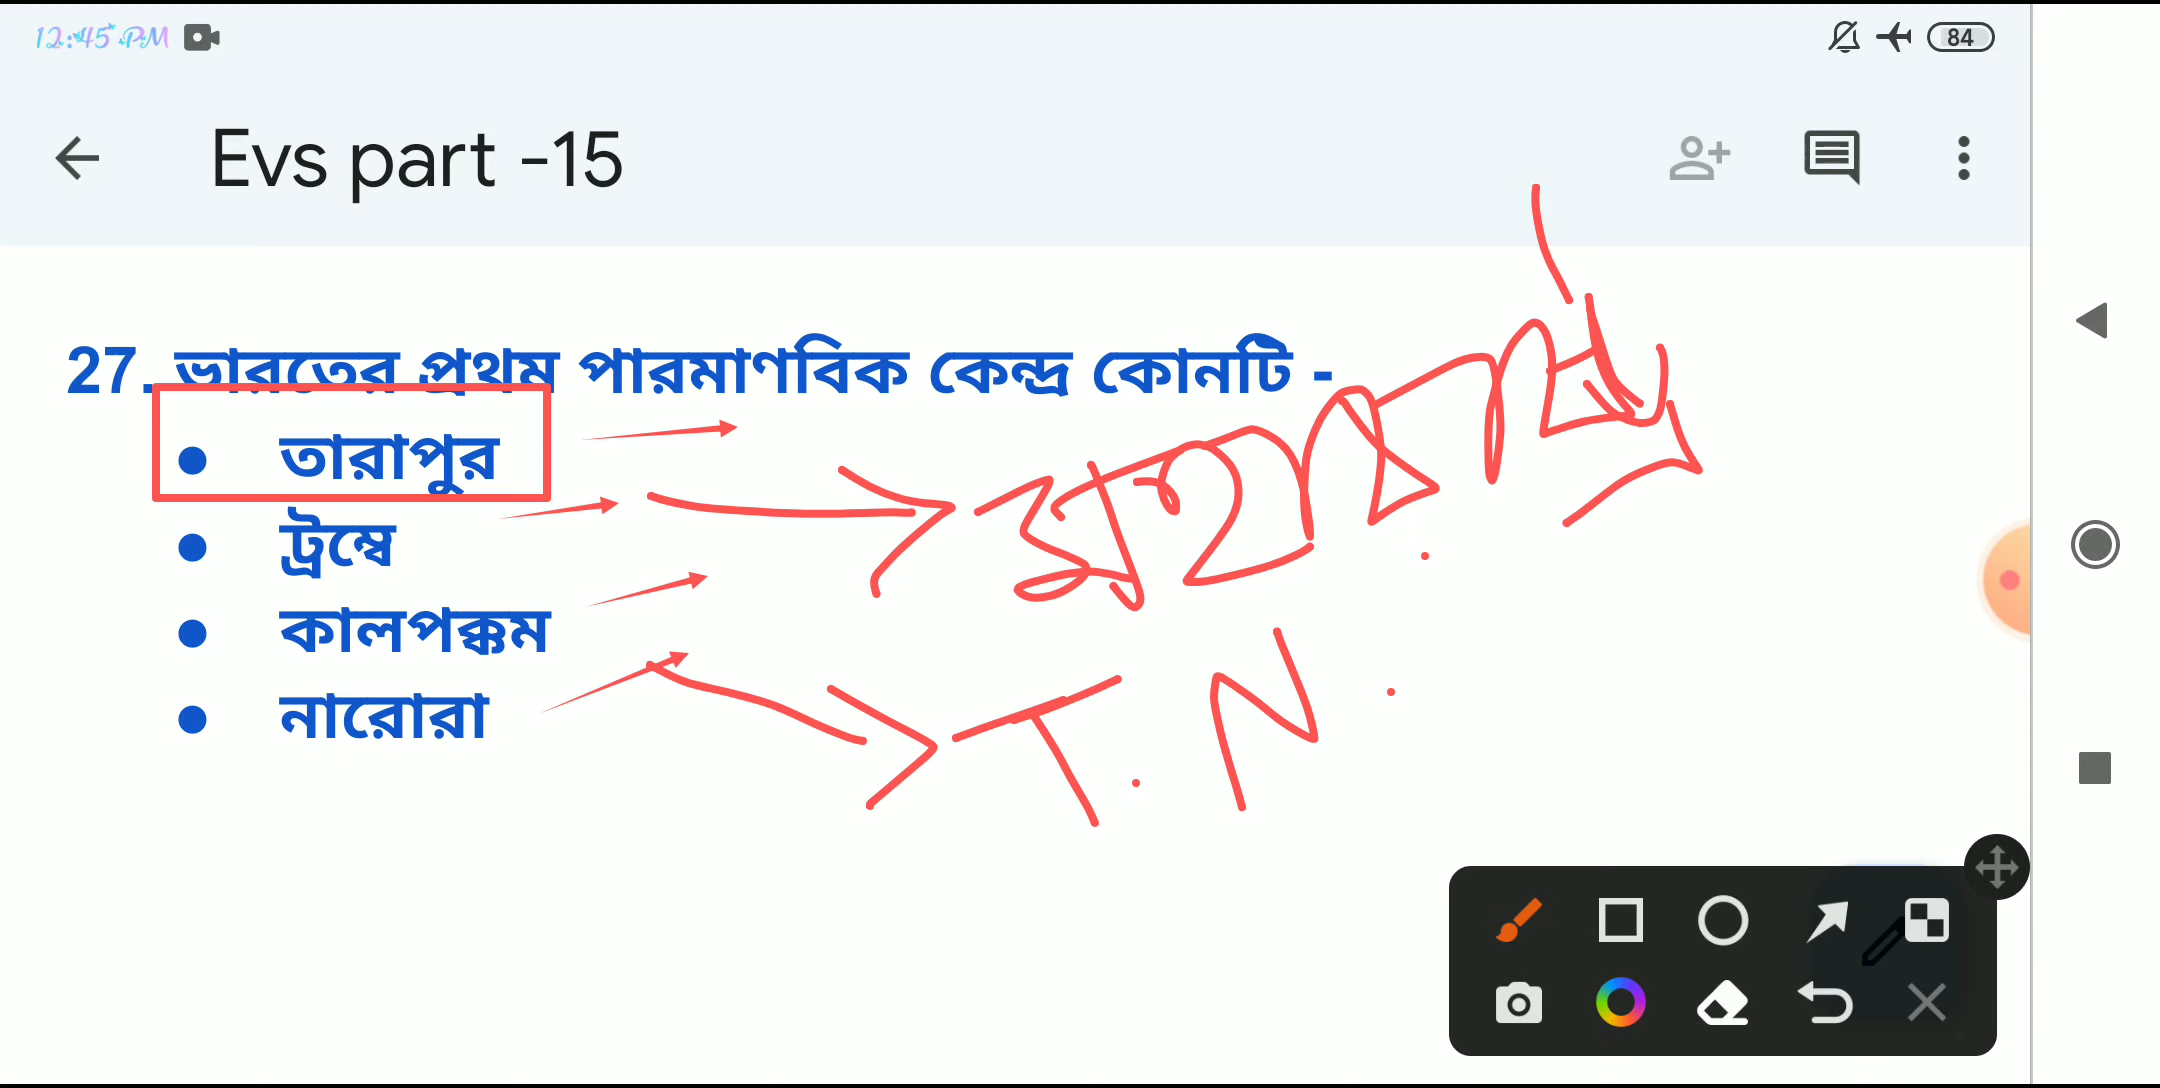 12:45 PM
84
Evs part -15
27. ভারতের প্রথম পারমাণবিক কেন্দ্র কোনটি -
● তারাপুর
● ট্রম্বে
● কালপক্কম
● নারোরা
T. N.